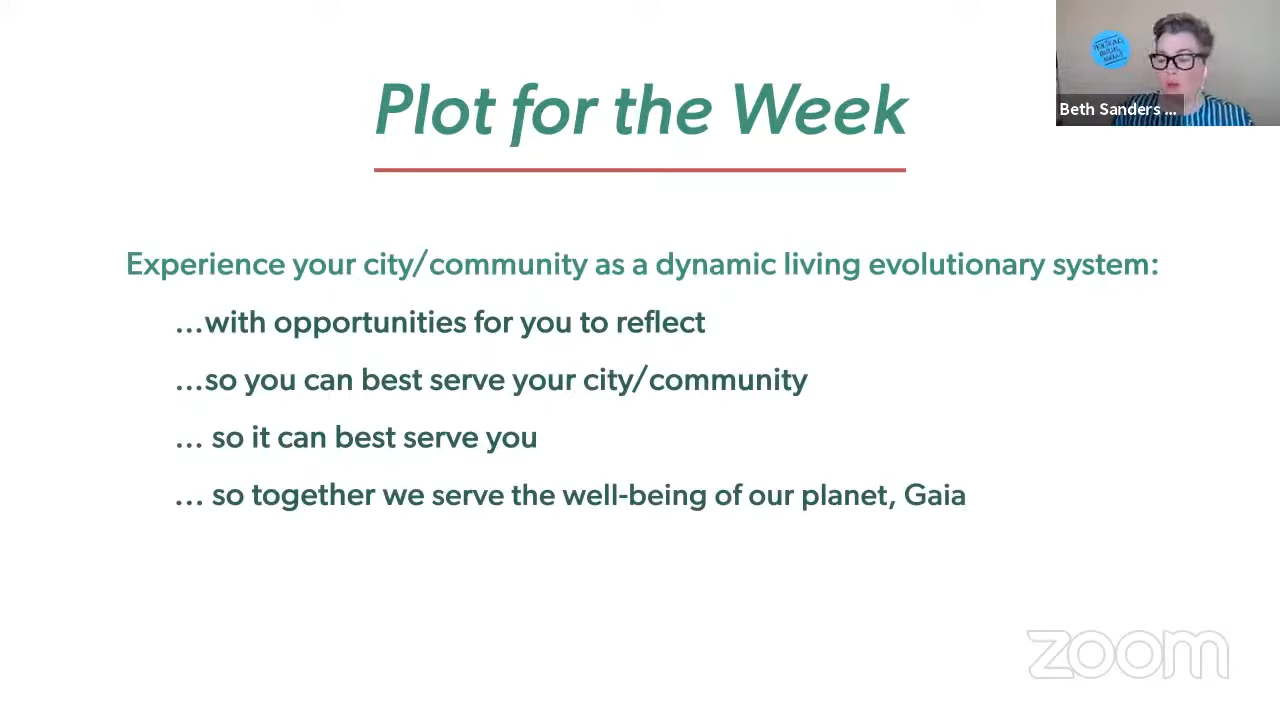 Plot for the Week
Beth Sanders ...
Experience your city/community as a dynamic living evolutionary system:
...with opportunities for you to reflect
...so you can best serve your city/community
... so it can best serve you
... so together we serve the well-being of our planet, Gaia
zoom